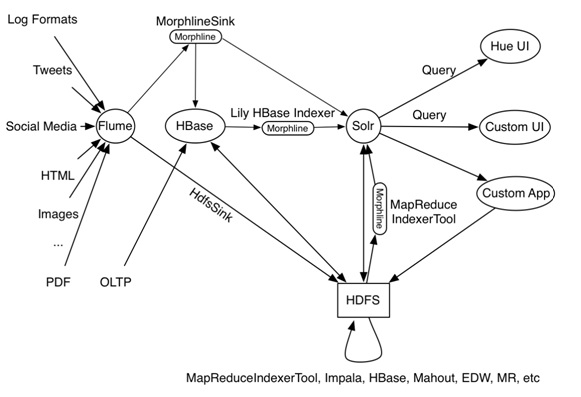 Log Formats
MorphlineSink
Morphline
Hue UI
Tweets
Query
Lily HBase Indexer
Query
Social Media
Flume
HBase
Morphline
Solr
Custom UI
HTML
HdfsSink
Morphline
MapReduce
IndexerTool
Custom App
Images
...
PDF
OLTP
HDFS
MapReduceIndexerTool, Impala, HBase, Mahout, EDW, MR, etc